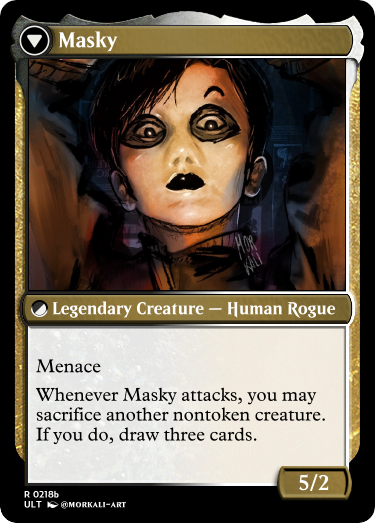 Masky
Legendary Creature — Human Rogue
Menace
Whenever Masky attacks, you may
sacrifice another nontoken creature.
If you do, draw three cards.
5/2
R 0218b
ULT @MORKALI-ART